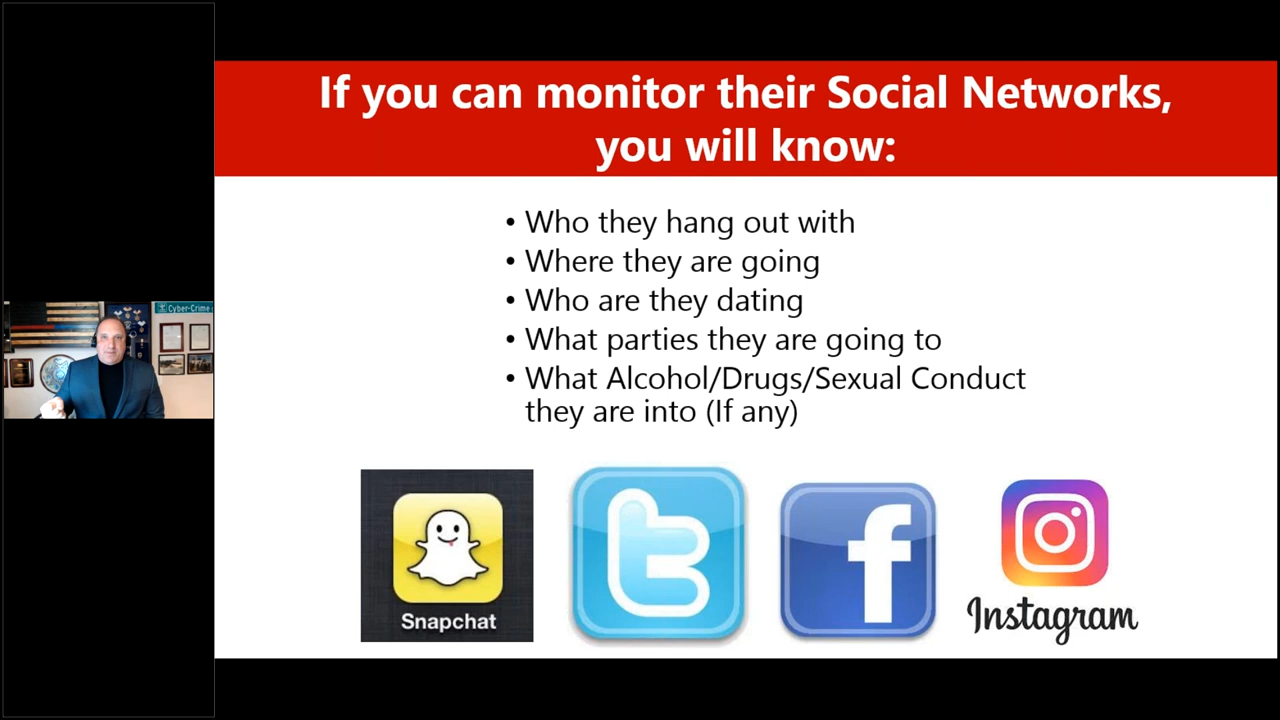 If you can monitor their Social Networks,
you will know:
• Who they hang out with
• Where they are going
• Who are they dating
• What parties they are going to
• What Alcohol/Drugs/Sexual Conduct
they are into (If any)
Cyber-Crime
Snapchat
Instagram